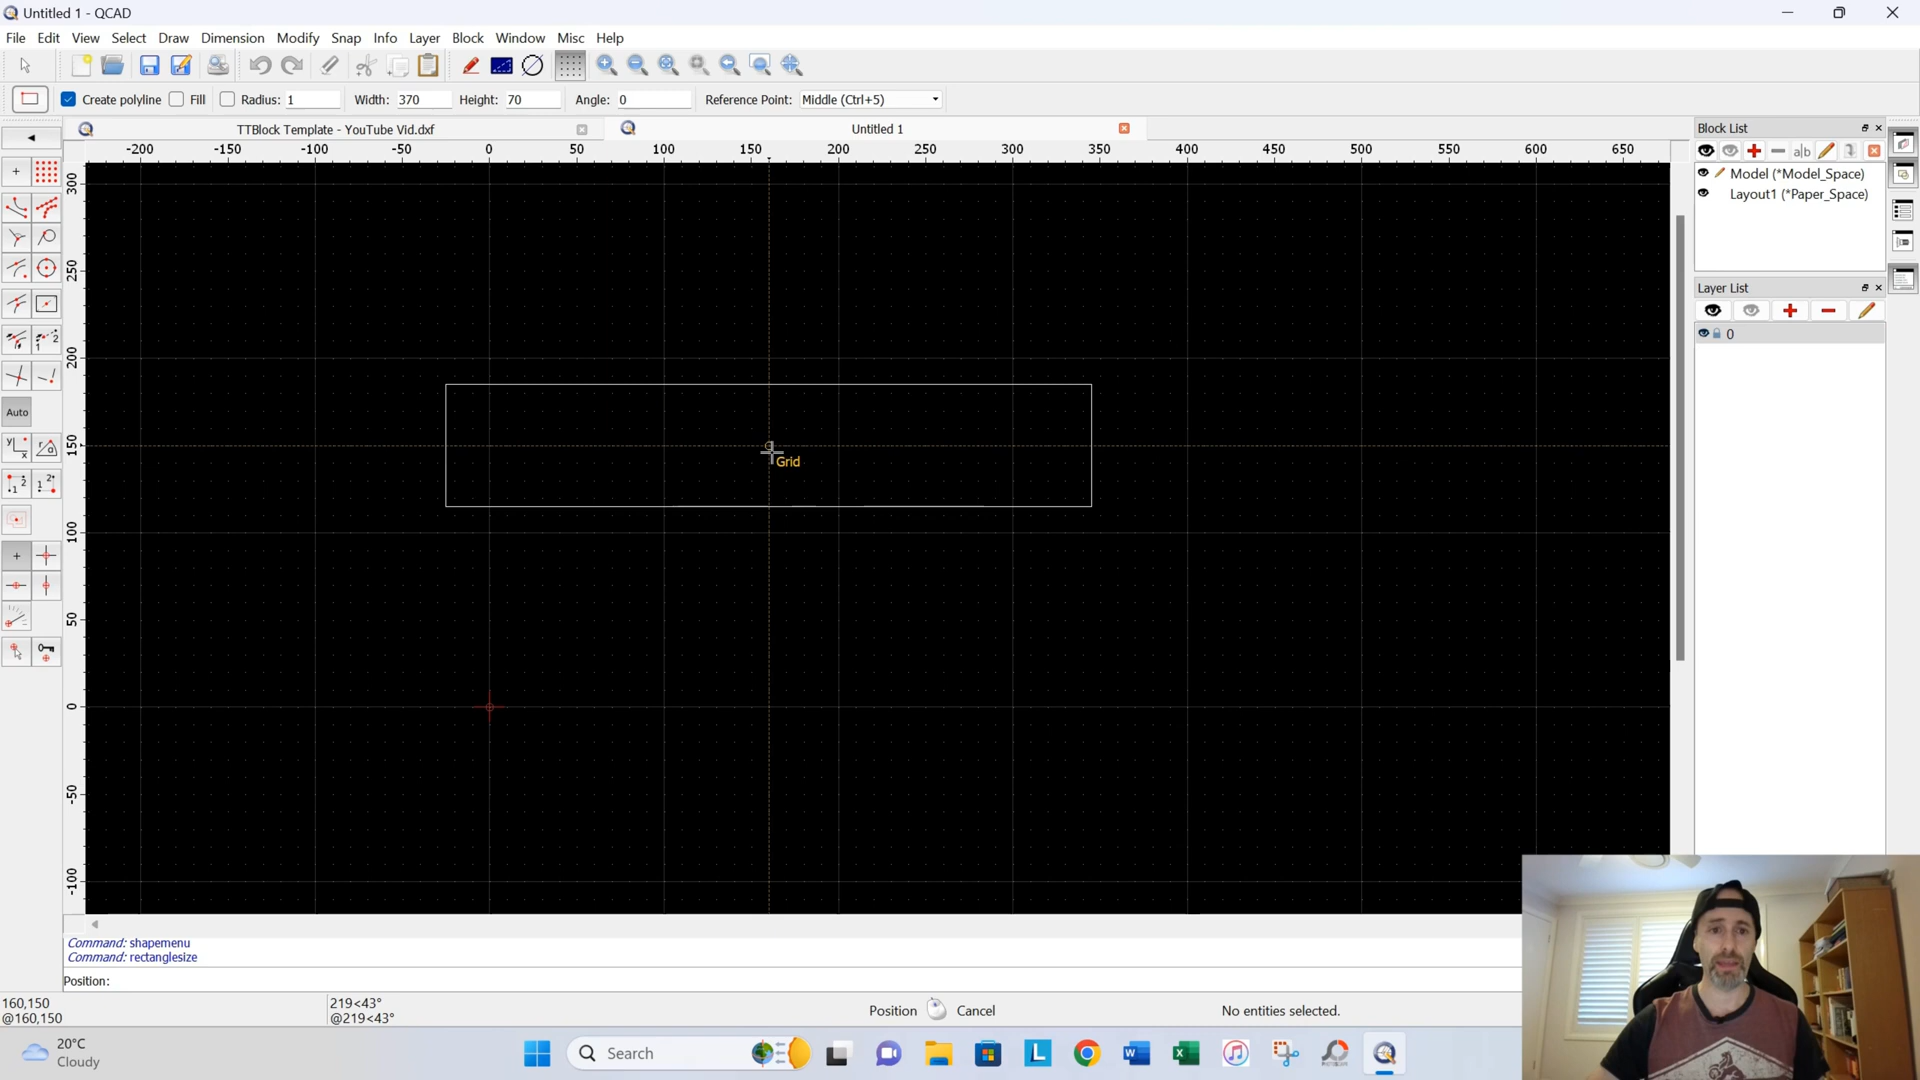 Untitled 1 - QCAD
File Edit View Select Draw Dimension Modify Snap Info Layer Block Window Misc Help
Create polyline Fill Radius: 1 Width: 370 Height: 70 Angle: 0 Reference Point: Middle (Ctrl+5)
TTBlock Template - YouTube Vid.dxf Untitled 1
-200 -150 -100 -50 0 50 100 150 200 250 300 350 400 450 500 550 600 650
300
250
200
150
100
50
0
-50
-100
Grid
Auto
Block List
a|b
Model (*Model_Space)
Layout1 (*Paper_Space)
Layer List
0
Command: shapemenu
Command: rectanglesize
Position:
160,150 219<43°
@160,150 @219<43°
Position Cancel
No entities selected.
20°C
Cloudy
Search